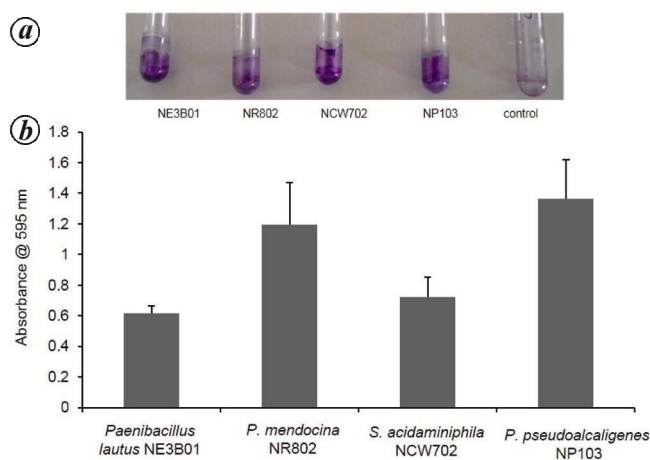 a
NE3B01 NR802 NCW702 NP103 control
b
1.8
1.6
1.4
1.2
1
0.8
0.6
0.4
0.2
0
Absorbance @ 595 nm
Paenibacillus lautus NE3B01
P. mendocina NR802
S. acidaminiphila NCW702
P. pseudoalcaligenes NP103